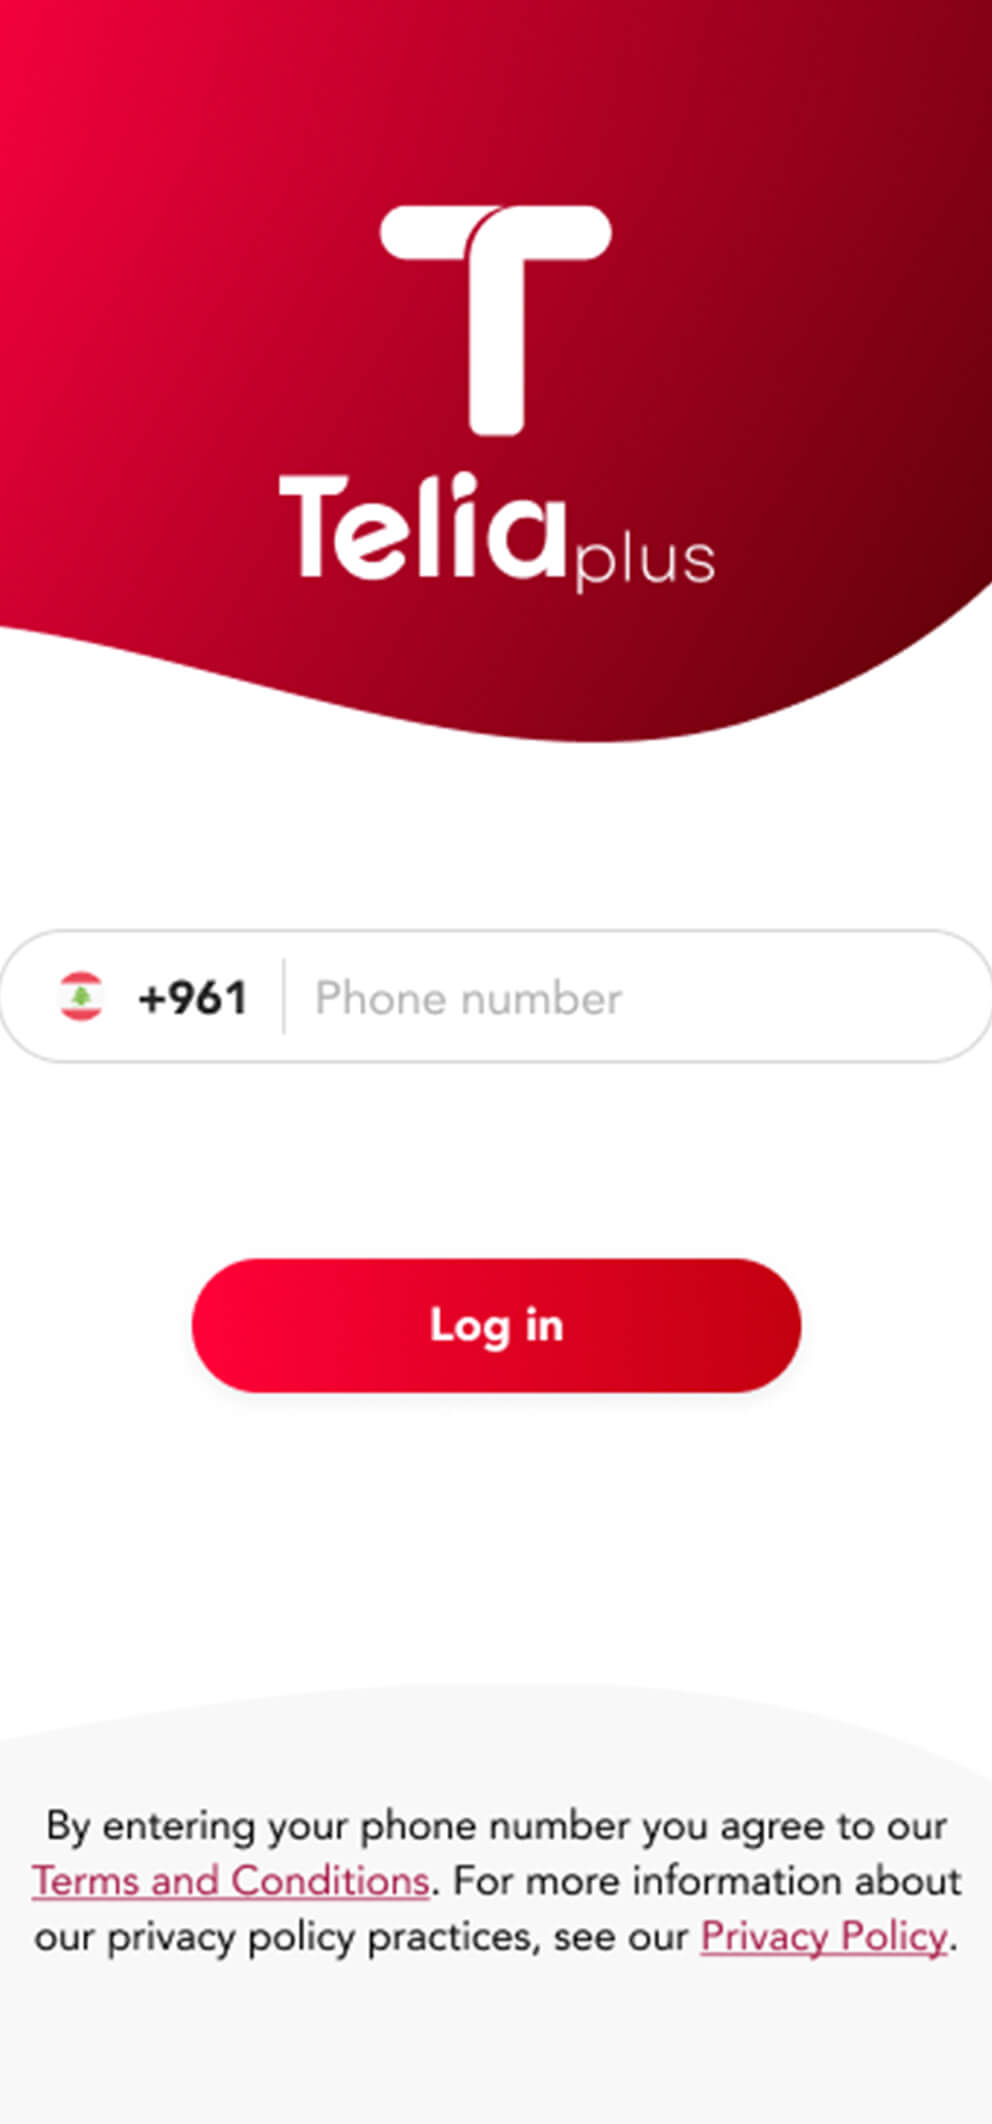 T
Telia plus
+961 Phone number
Log in
By entering your phone number you agree to our
Terms and Conditions. For more information about
our privacy policy practices, see our Privacy Policy.